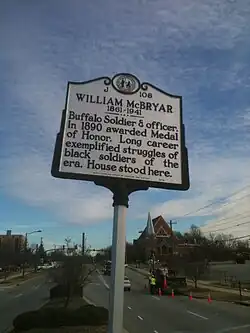 J 108
WILLIAM McBRYAR
1861-1941
Buffalo Soldier & officer.
In 1890 awarded Medal
of Honor. Long career
exemplified struggles of
black soldiers of the
era. House stood here.